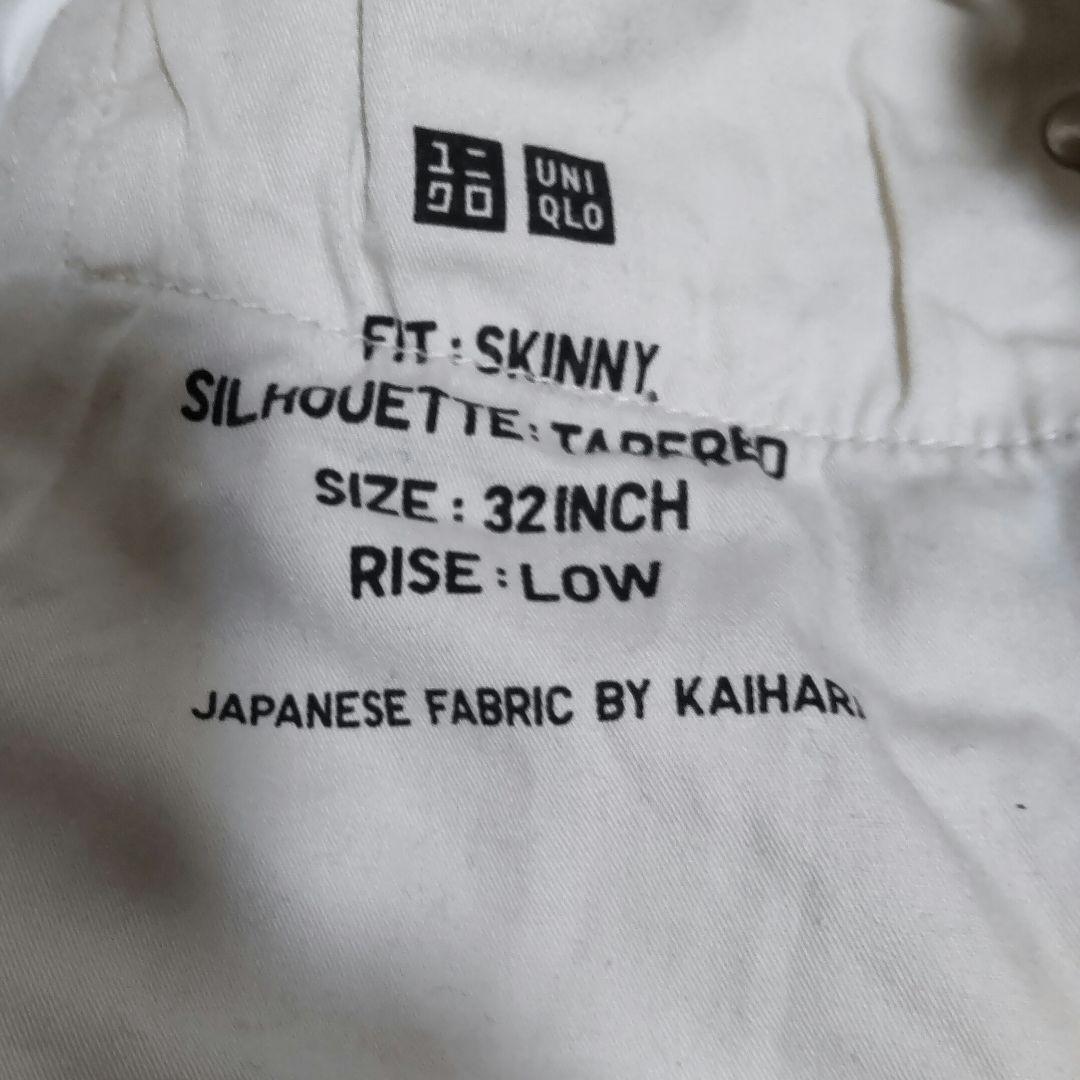 ユニ UNI
クロ QLO
FIT : SKINNY
SILHOUETTE : TAPERED
SIZE : 32INCH
RISE : LOW
JAPANESE FABRIC BY KAIHARA